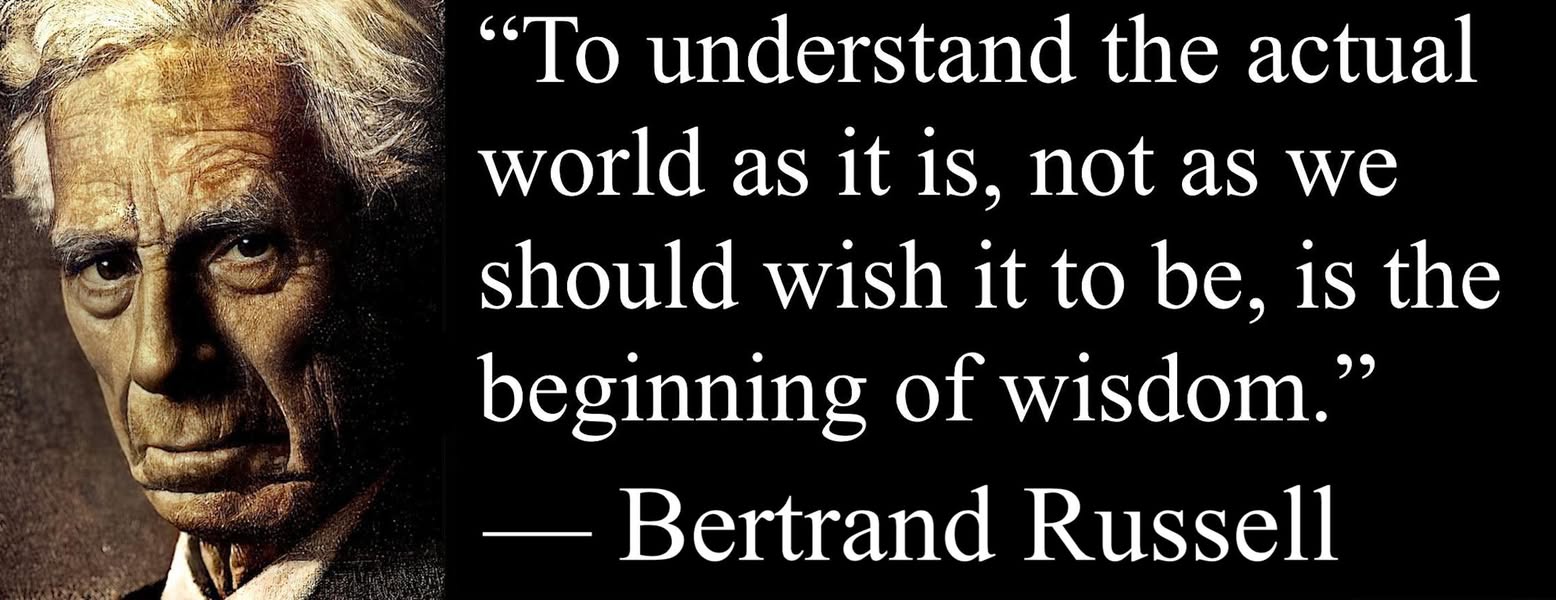 “To understand the actual
world as it is, not as we
should wish it to be, is the
beginning of wisdom.”
— Bertrand Russell